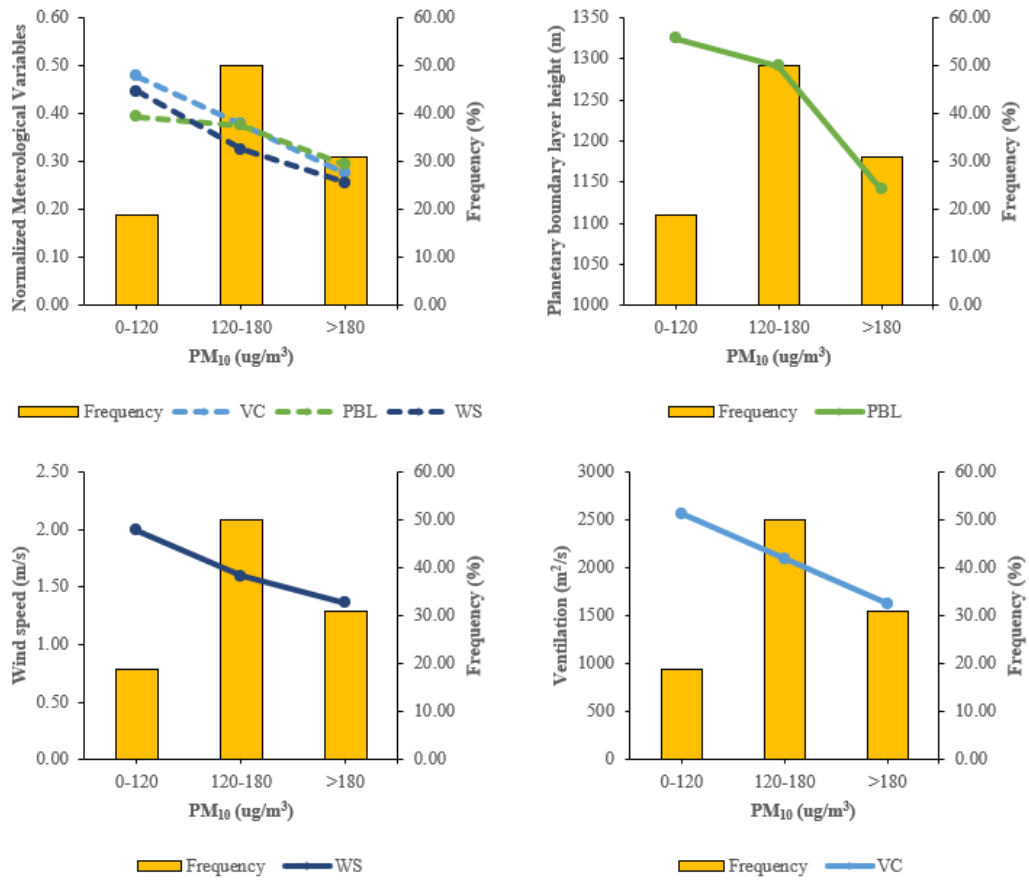 Normalized Meterological Variables
0.60
0.50
0.40
0.30
0.20
0.10
0.00
60.00
50.00
40.00
30.00
20.00
10.00
0.00
Frequency (%)
0-120 120-180 >180
PM₁₀ (ug/m³)
Frequency VC PBL WS
Planetary boundary layer height (m)
1350
1300
1250
1200
1150
1100
1050
1000
60.00
50.00
40.00
30.00
20.00
10.00
0.00
Frequency (%)
0-120 120-180 >180
PM₁₀ (ug/m³)
Frequency PBL
Wind speed (m/s)
2.50
2.00
1.50
1.00
0.50
0.00
60.00
50.00
40.00
30.00
20.00
10.00
0.00
Frequency (%)
0-120 120-180 >180
PM₁₀ (ug/m³)
Frequency WS
Ventilation (m²/s)
3000
2500
2000
1500
1000
500
0
60.00
50.00
40.00
30.00
20.00
10.00
0.00
Frequency (%)
0-120 120-180 >180
PM₁₀ (ug/m³)
Frequency VC